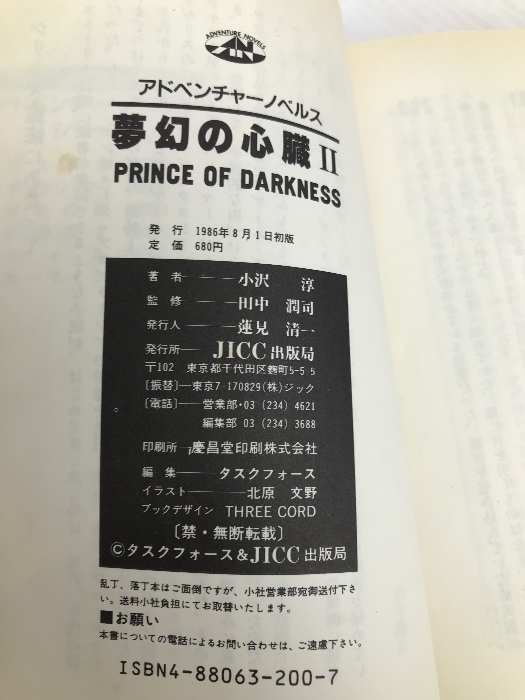 ADVENTURE NOVELS
アドベンチャーノベルス
夢幻の心臓II
PRINCE OF DARKNESS
発行 1986年8月1日初版
定価 680円
著者――小沢 淳
監修――田中 潤司
発行人――蓮見 清一
発行所――JICC出版局
〒102 東京都千代田区麹町5-5-5
〔振替〕―東京7-170829(株)ジック
〔電話〕―営業部・03(234)4621
編集部 03(234)3688
印刷所―慶昌堂印刷株式会社
編集――タスクフォース
イラスト――北原 文野
ブックデザイン THREE CORD
〔禁・無断転載〕
©タスクフォース&JICC出版局
乱丁、落丁本はご面倒ですが、小社営業部宛御送付下さ
い。送料小社負担にてお取替いたします。
■お願い
本書についての電話によるお問い合わせは、ご遠慮下さい。
ISBN4-88063-200-7